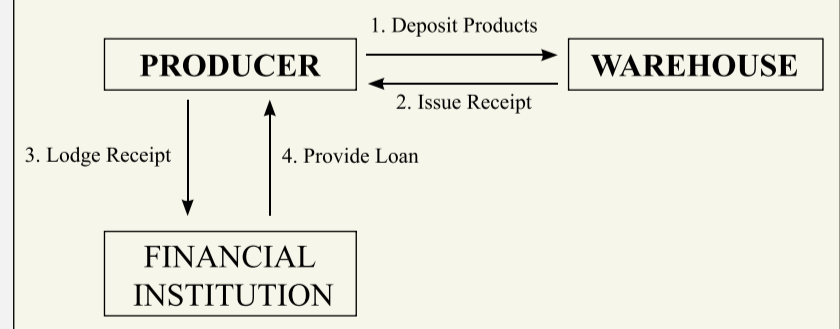 1. Deposit Products
PRODUCER
WAREHOUSE
2. Issue Receipt
3. Lodge Receipt
4. Provide Loan
FINANCIAL
INSTITUTION